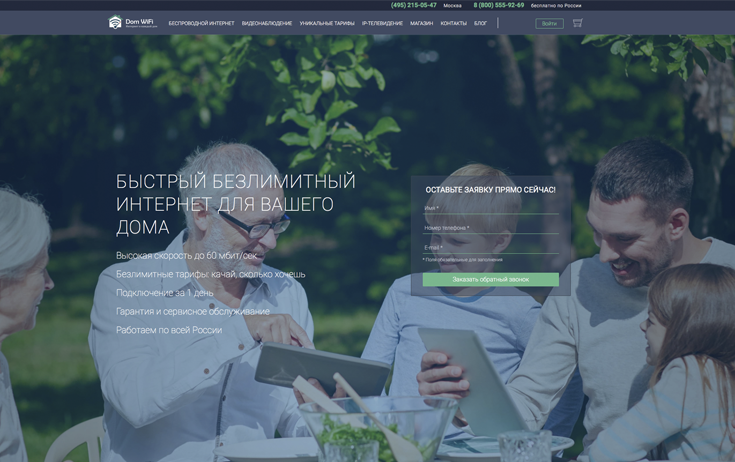 (495) 215-05-47 Москва 8 (800) 555-92-69 бесплатно по России
Dom WiFi
БЕСПРОВОДНОЙ ИНТЕРНЕТ ВИДЕОНАБЛЮДЕНИЕ УНИКАЛЬНЫЕ ТАРИФЫ IP-ТЕЛЕВИДЕНИЕ МАГАЗИН КОНТАКТЫ БЛОГ Войти
БЫСТРЫЙ БЕЗЛИМИТНЫЙ
ИНТЕРНЕТ ДЛЯ ВАШЕГО
ДОМА
Высокая скорость до 60 мбит/сек
Безлимитные тарифы: качай, сколько хочешь
Подключение за 1 день
Гарантия и сервисное обслуживание
Работаем по всей России
ОСТАВЬТЕ ЗАЯВКУ ПРЯМО СЕЙЧАС!
Имя *
Номер телефона *
E-mail *
* Поля обязательные для заполнения
Заказать обратный звонок